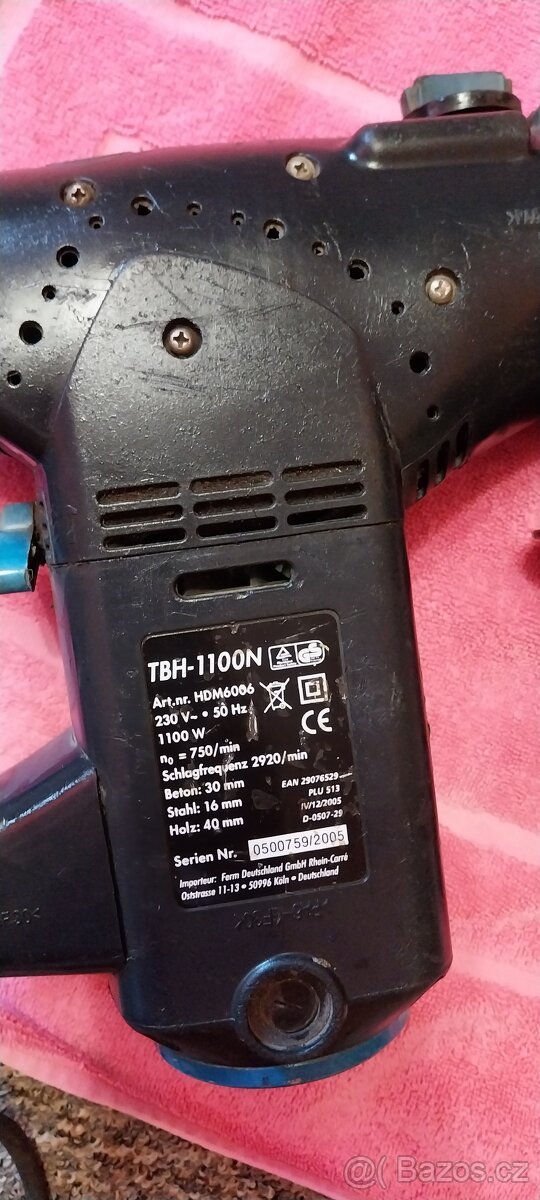 TBH-1100N
Art.nr. HDM6006
230 V~ • 50 Hz
1100 W
n0 = 750/min
Schlagfrequenz 2920/min
Beton: 30 mm
Stahl: 16 mm
Holz: 40 mm
CE
EAN 29076529
PLU 513
IV/12/2005
D-0507-29
Serien Nr. 0500759/2005
Importeur: Ferm Deutschland GmbH Rhein-Carré
Oststrasse 11-13 • 50996 Köln • Deutschland
Bazos.cz